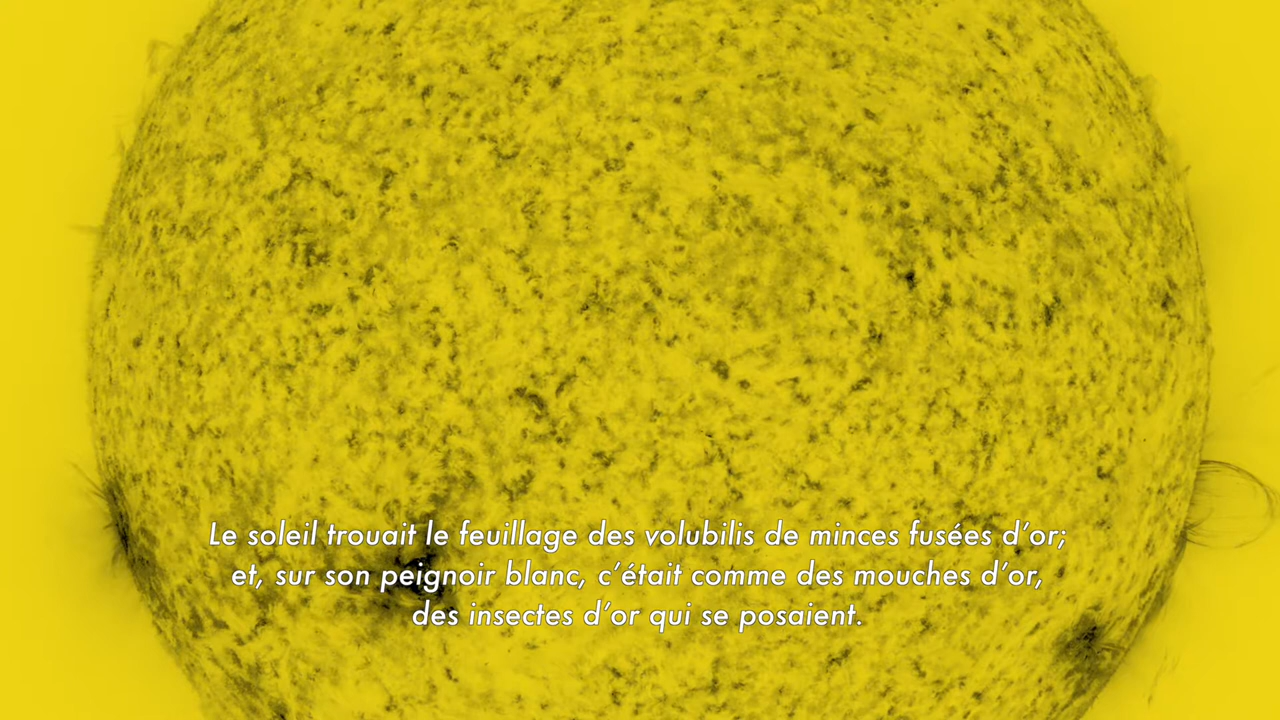 Le soleil trouait le feuillage des volubilis de minces fusées d’or;
et, sur son peignoir blanc, c’était comme des mouches d’or,
des insectes d’or qui se posaient.